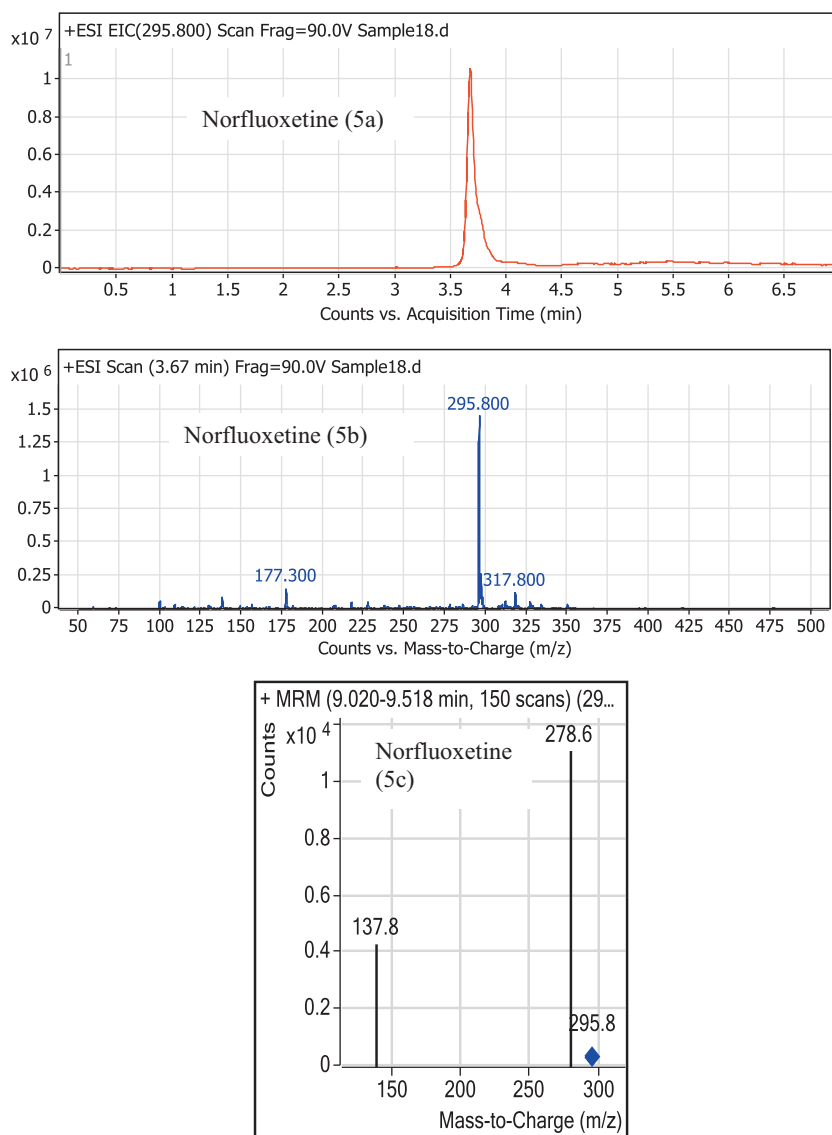 +ESI EIC(295.800) Scan Frag=90.0V Sample18.d
x10 7
1
Norfluoxetine (5a)
1
0.8
0.6
0.4
0.2
0
0.5 1 1.5 2 2.5 3 3.5 4 4.5 5 5.5 6 6.5
Counts vs. Acquisition Time (min)
+ESI Scan (3.67 min) Frag=90.0V Sample18.d
x10 6
Norfluoxetine (5b)
295.800
177.300
317.800
1.5
1.25
1
0.75
0.5
0.25
0
50 75 100 125 150 175 200 225 250 275 300 325 350 375 400 425 450 475 500
Counts vs. Mass-to-Charge (m/z)
+ MRM (9.020-9.518 min, 150 scans) (29...
Counts
x10 4
Norfluoxetine
(5c)
278.6
137.8
295.8
1
0.8
0.6
0.4
0.2
0
150 200 250 300
Mass-to-Charge (m/z)